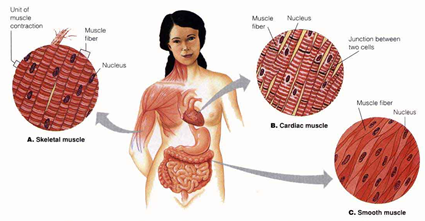 Unit of
muscle
contraction
Muscle
fiber
Nucleus
A. Skeletal muscle
Muscle
fiber
Nucleus
Junction between
two cells
B. Cardiac muscle
Muscle fiber
Nucleus
C. Smooth muscle